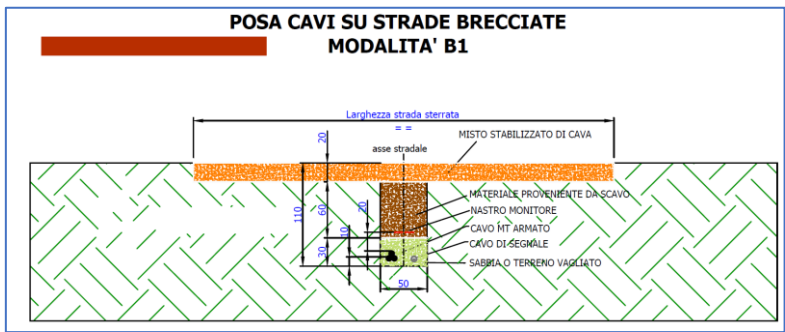 POSA CAVI SU STRADE BRECCIATE
MODALITA' B1
Larghezza strada sterrata
= =
20
asse stradale
MISTO STABILIZZATO DI CAVA
110
60
20
MATERIALE PROVENIENTE DA SCAVO
NASTRO MONITORE
CAVO MT ARMATO
30
10
CAVO DI SEGNALE
SABBIA O TERRENO VAGLIATO
50